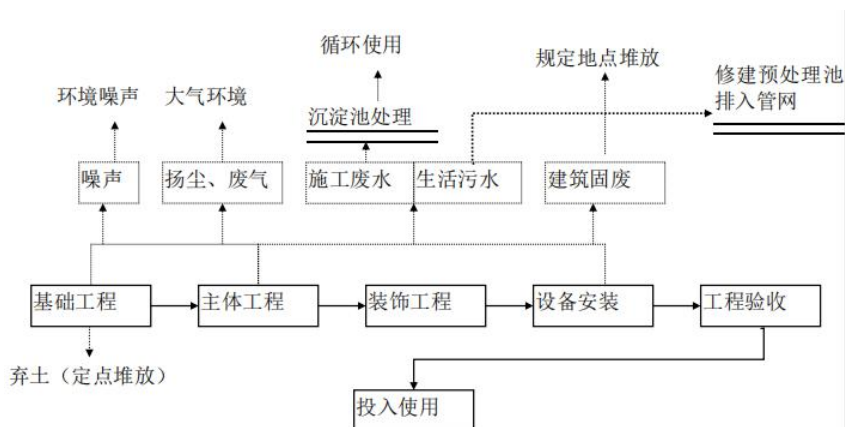 循环使用
规定地点堆放
修建预处理池
排入管网
环境噪声
大气环境
沉淀池处理
噪声
扬尘、废气
施工废水
生活污水
建筑固废
基础工程
主体工程
装饰工程
设备安装
工程验收
弃土（定点堆放）
投入使用